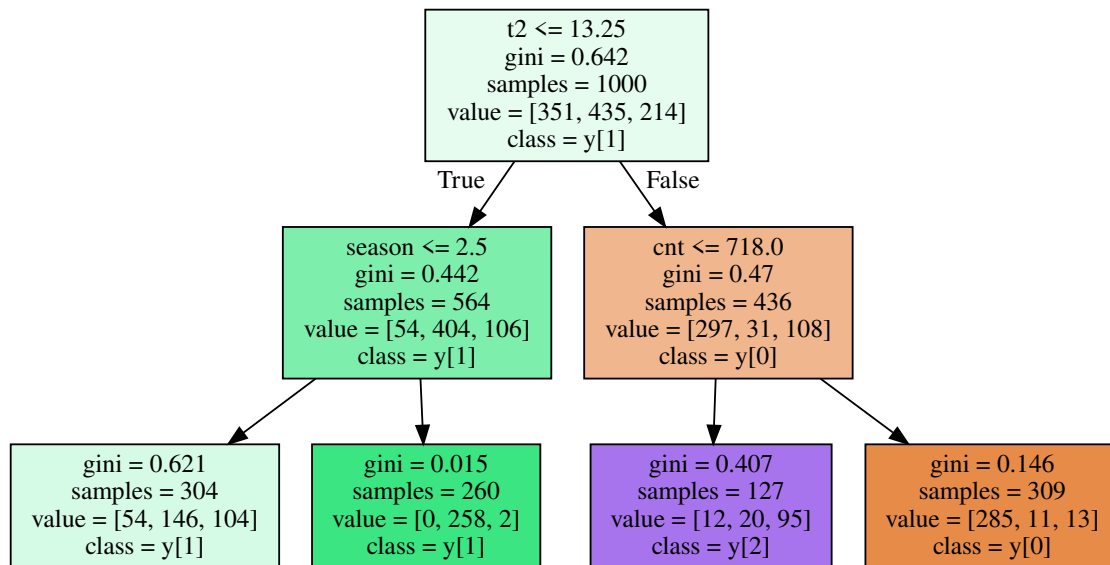 t2 <= 13.25
gini = 0.642
samples = 1000
value = [351, 435, 214]
class = y[1]
True
False
season <= 2.5
gini = 0.442
samples = 564
value = [54, 404, 106]
class = y[1]
cnt <= 718.0
gini = 0.47
samples = 436
value = [297, 31, 108]
class = y[0]
gini = 0.621
samples = 304
value = [54, 146, 104]
class = y[1]
gini = 0.015
samples = 260
value = [0, 258, 2]
class = y[1]
gini = 0.407
samples = 127
value = [12, 20, 95]
class = y[2]
gini = 0.146
samples = 309
value = [285, 11, 13]
class = y[0]